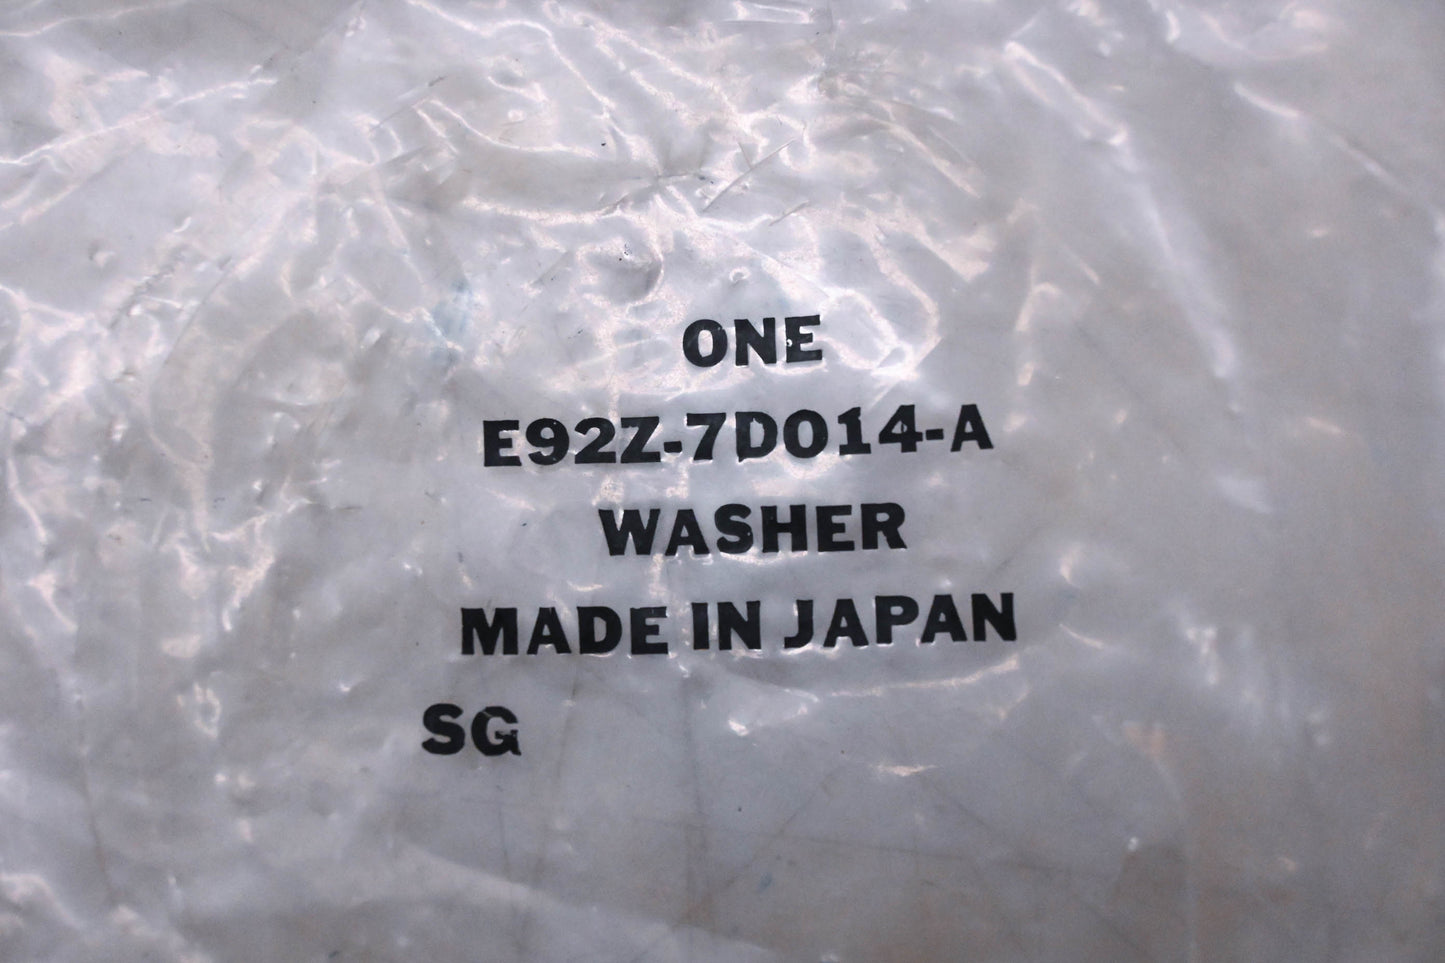 ONE
E92Z-7D014-A
WASHER
MADE IN JAPAN
SG